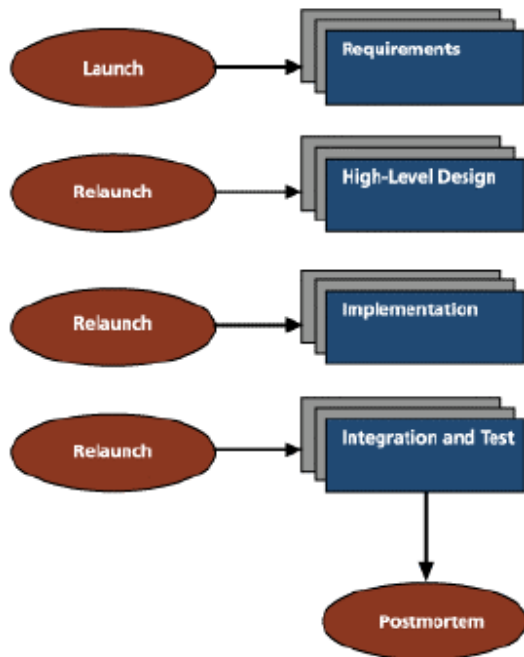 Launch
Requirements
Relaunch
High-Level Design
Relaunch
Implementation
Relaunch
Integration and Test
Postmortem